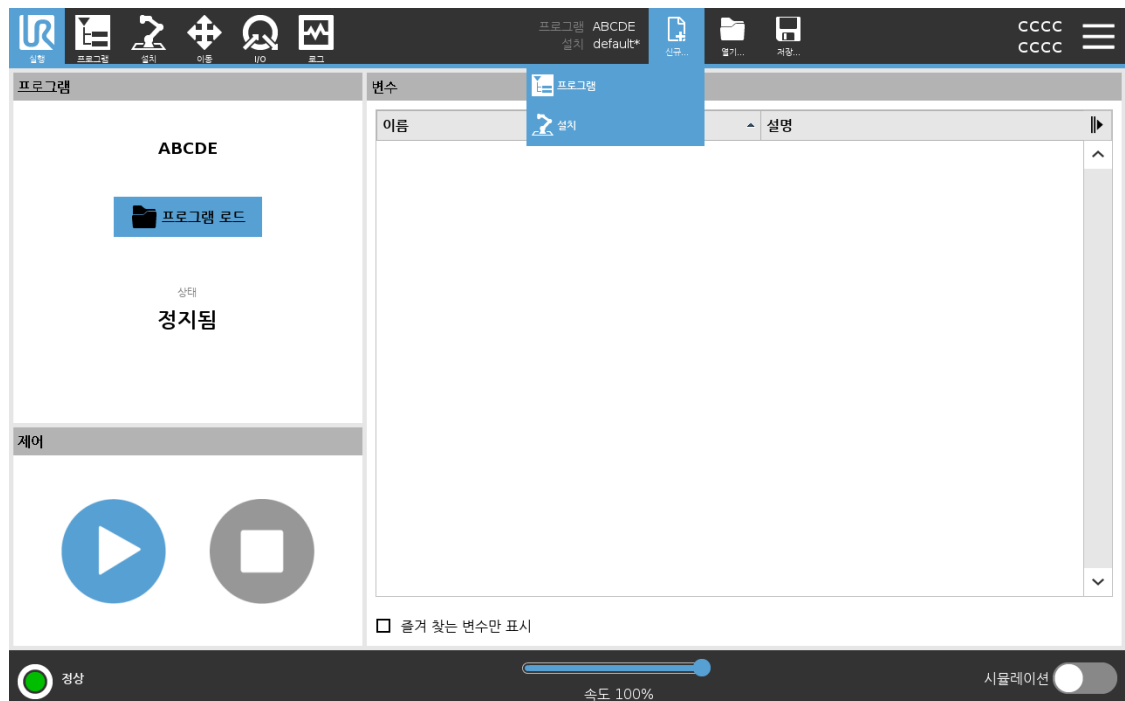 실행
프로그램
설치
이동
I/O
로그
프로그램 ABCDE
설치 default*
신규...
열기...
저장...
CCCC
CCCC
프로그램
설치
프로그램
ABCDE
프로그램 로드
상태
정지됨
제어
변수
이름
설명
즐겨 찾는 변수만 표시
정상
속도 100%
시뮬레이션